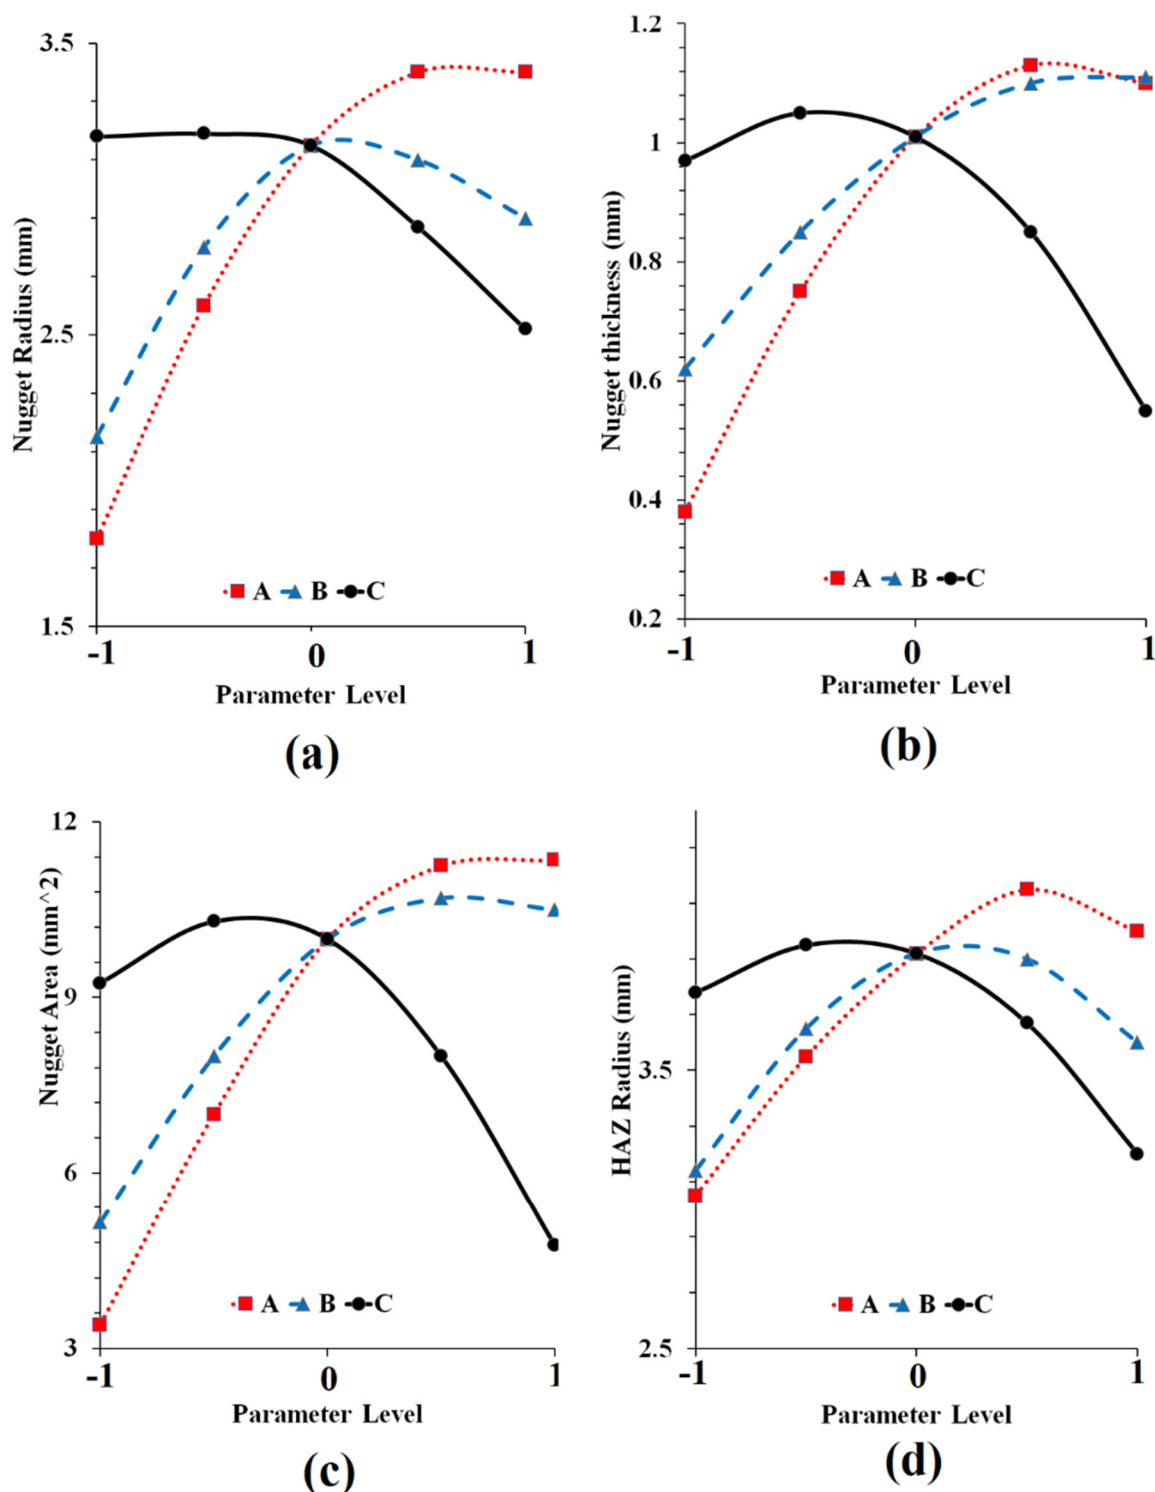 3.5
2.5
1.5
Nugget Radius (mm)
A B C
-1 0 1
Parameter Level
(a)
1.2
1
0.8
0.6
0.4
0.2
Nugget thickness (mm)
A B C
-1 0 1
Parameter Level
(b)
12
9
6
3
Nugget Area (mm^2)
A B C
-1 0 1
Parameter Level
(c)
3.5
2.5
HAZ Radius (mm)
A B C
-1 0 1
Parameter Level
(d)